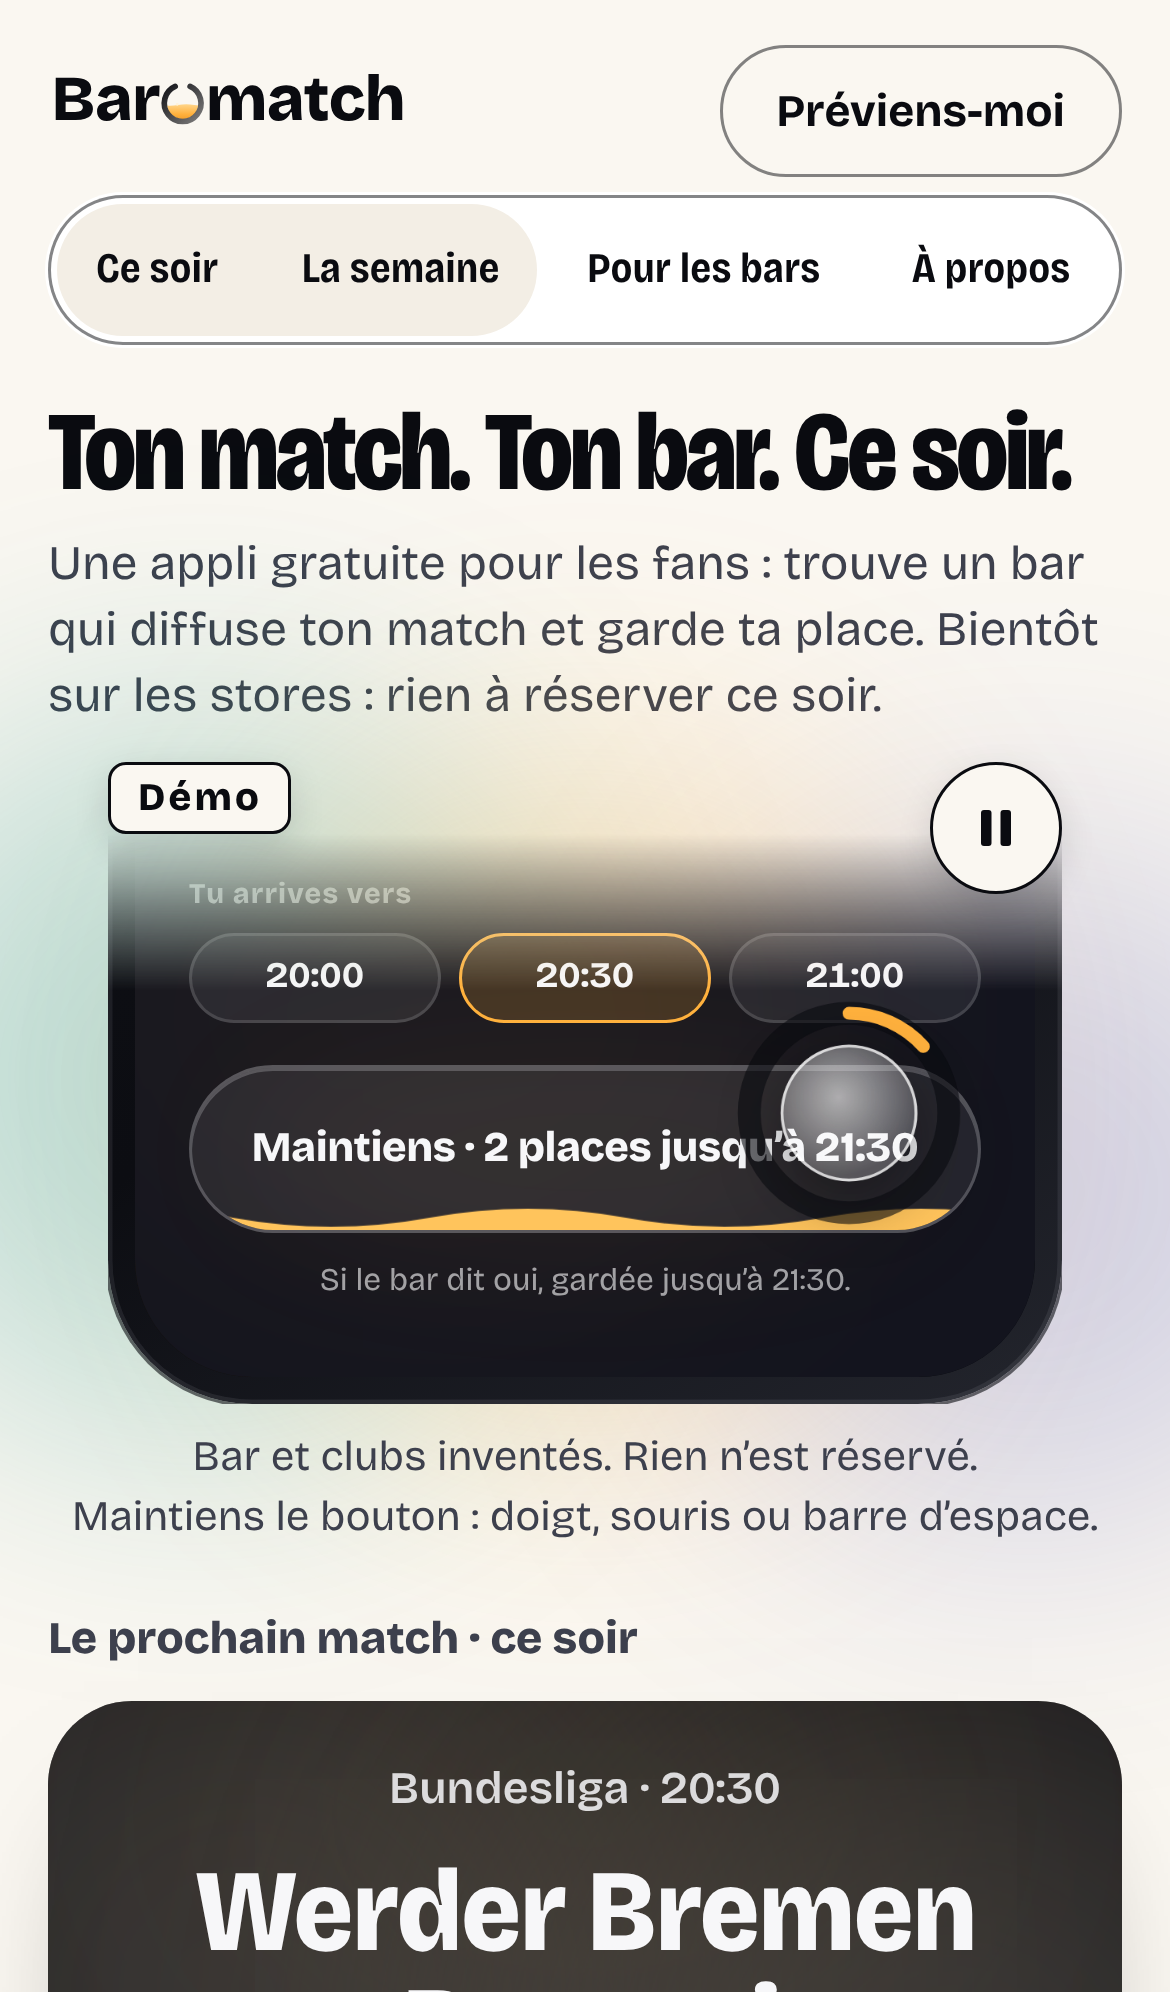 Baromatch
Préviens-moi
Ce soir
La semaine
Pour les bars
À propos
Ton match. Ton bar. Ce soir.
Une appli gratuite pour les fans : trouve un bar
qui diffuse ton match et garde ta place. Bientôt
sur les stores : rien à réserver ce soir.
Démo
Tu arrives vers
20:00
20:30
21:00
Maintiens · 2 places jusqu’à 21:30
Si le bar dit oui, gardée jusqu’à 21:30.
Bar et clubs inventés. Rien n’est réservé.
Maintiens le bouton : doigt, souris ou barre d’espace.
Le prochain match · ce soir
Bundesliga · 20:30
Werder Bremen